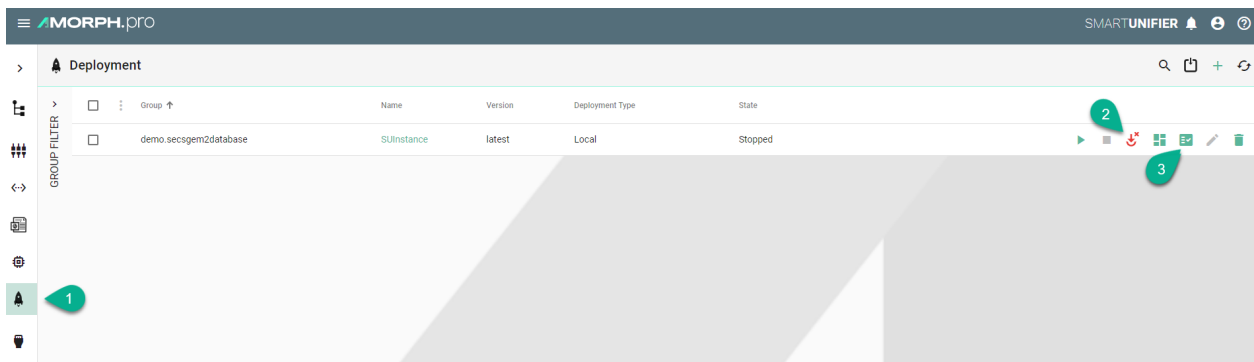 AMORPH.pro
SMARTUNIFIER
Deployment
GROUP FILTER
Group Name Version Deployment Type State
demo.secsgem2database SUInstance latest Local Stopped
1
2
3